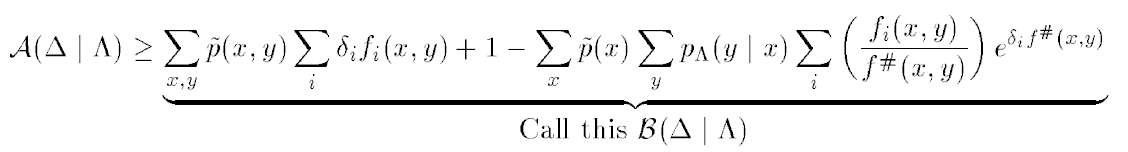 𝒜(Δ | Λ) ≥ ∑_{x,y} p̃(x, y) ∑_i δ_i f_i(x, y) + 1 − ∑_x p̃(x) ∑_y p_Λ(y | x) ∑_i ( f_i(x, y) / f^#(x, y) ) e^{δ_i f^#(x,y)}
Call this ℬ(Δ | Λ)